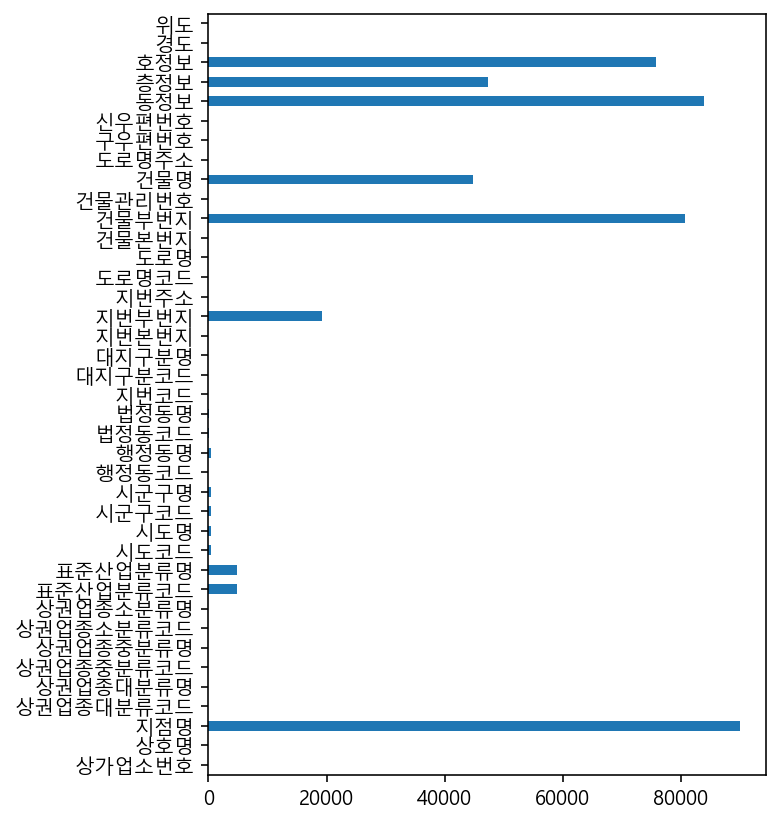 위도
경도
호정보
층정보
동정보
신우편번호
구우편번호
도로명주소
건물명
건물관리번호
건물부번지
건물본번지
도로명
도로명코드
지번주소
지번부번지
지번본번지
대지구분명
대지구분코드
지번코드
법정동명
법정동코드
행정동명
행정동코드
시군구명
시군구코드
시도명
시도코드
표준산업분류명
표준산업분류코드
상권업종소분류명
상권업종소분류코드
상권업종중분류명
상권업종중분류코드
상권업종대분류명
상권업종대분류코드
지점명
상호명
상가업소번호
0 20000 40000 60000 80000